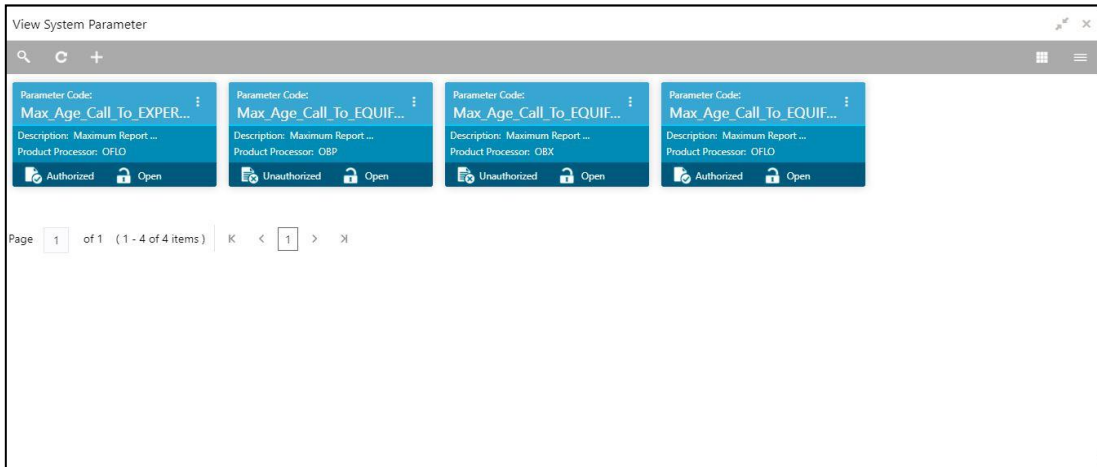 View System Parameter
Parameter Code:
Max_Age_Call_To_EXPER...
Description: Maximum Report ...
Product Processor: OFLO
Authorized Open
Parameter Code:
Max_Age_Call_To_EQUIF...
Description: Maximum Report ...
Product Processor: OBP
Unauthorized Open
Parameter Code:
Max_Age_Call_To_EQUIF...
Description: Maximum Report ...
Product Processor: OBX
Unauthorized Open
Parameter Code:
Max_Age_Call_To_EQUIF...
Description: Maximum Report ...
Product Processor: OFLO
Authorized Open
Page 1 of 1 ( 1 - 4 of 4 items ) 1